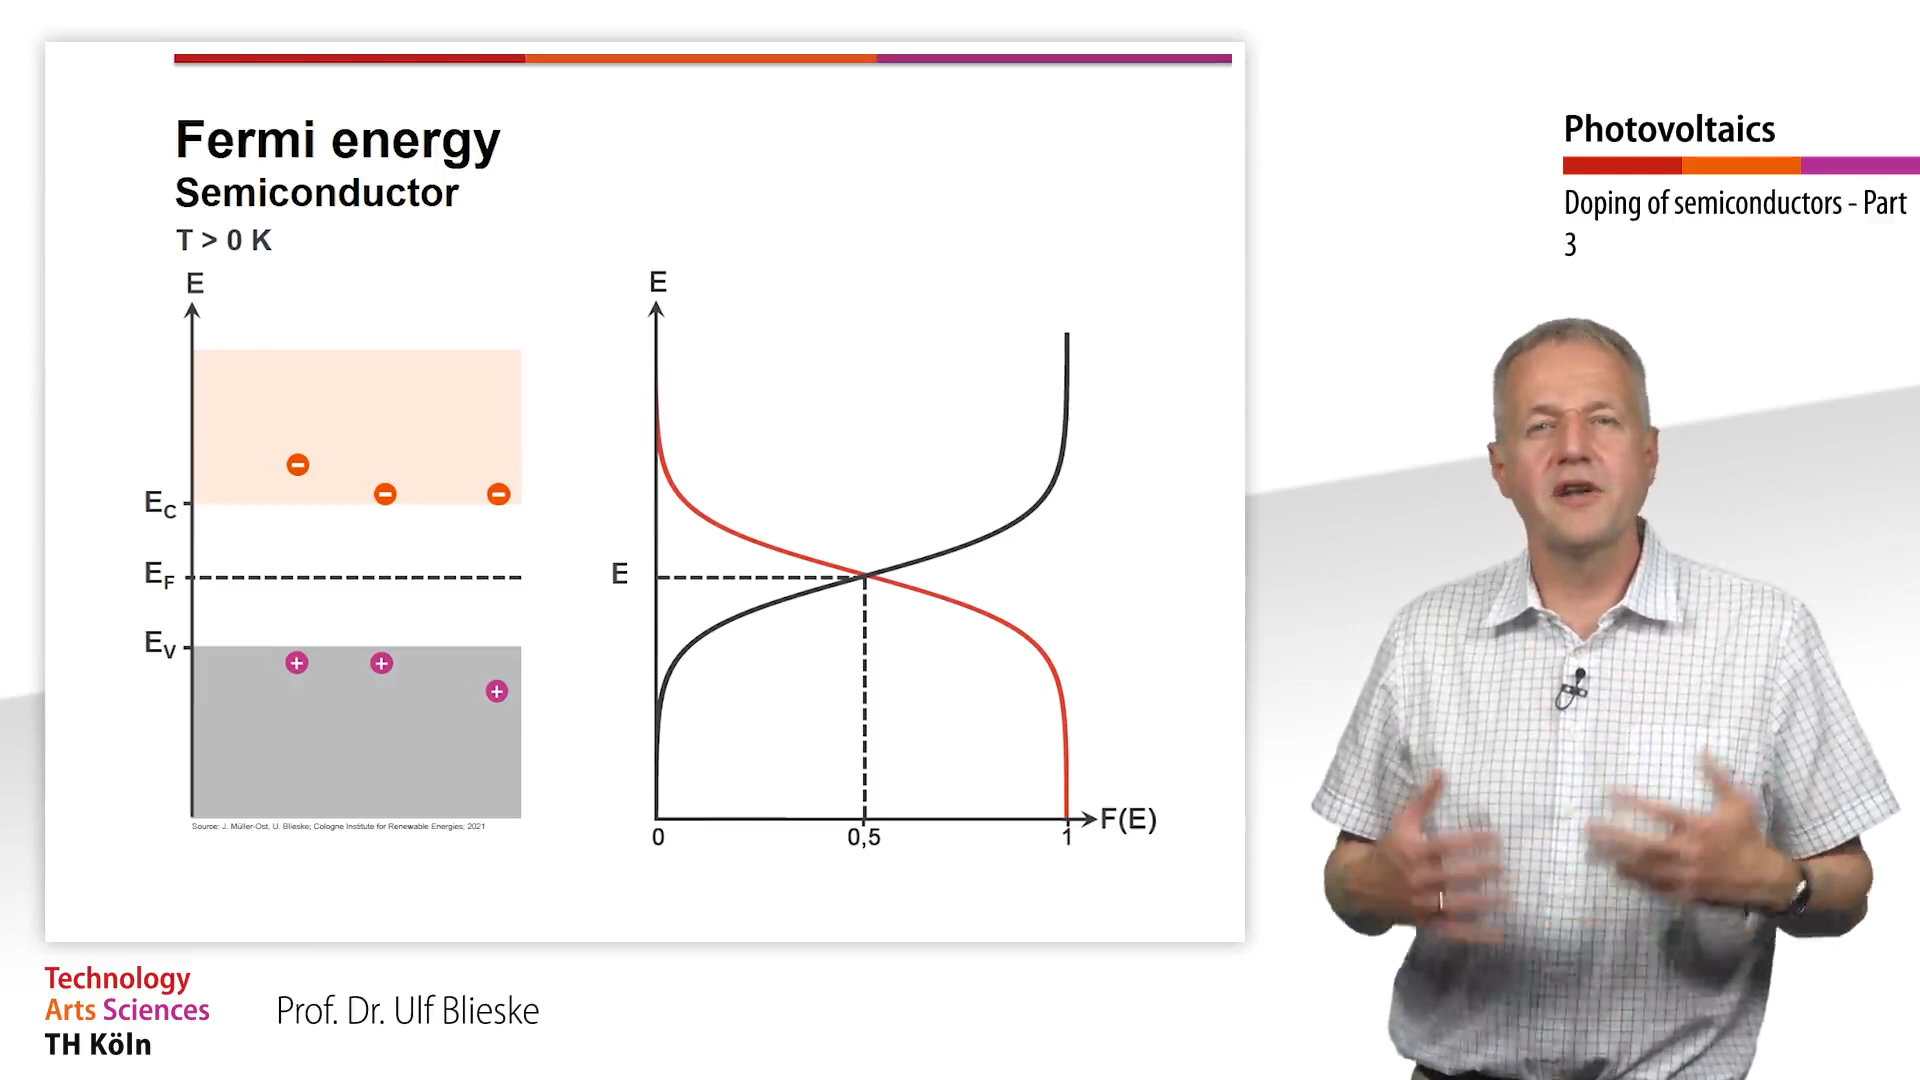 Fermi energy
Semiconductor
T > 0 K
E
E_C
E_F
E_V
Source: J. Müller-Ost, U. Blieske; Cologne Institute for Renewable Energies; 2021
E
E
0
0,5
1
F(E)
Photovoltaics
Doping of semiconductors - Part
3
Technology
Arts Sciences
TH Köln
Prof. Dr. Ulf Blieske